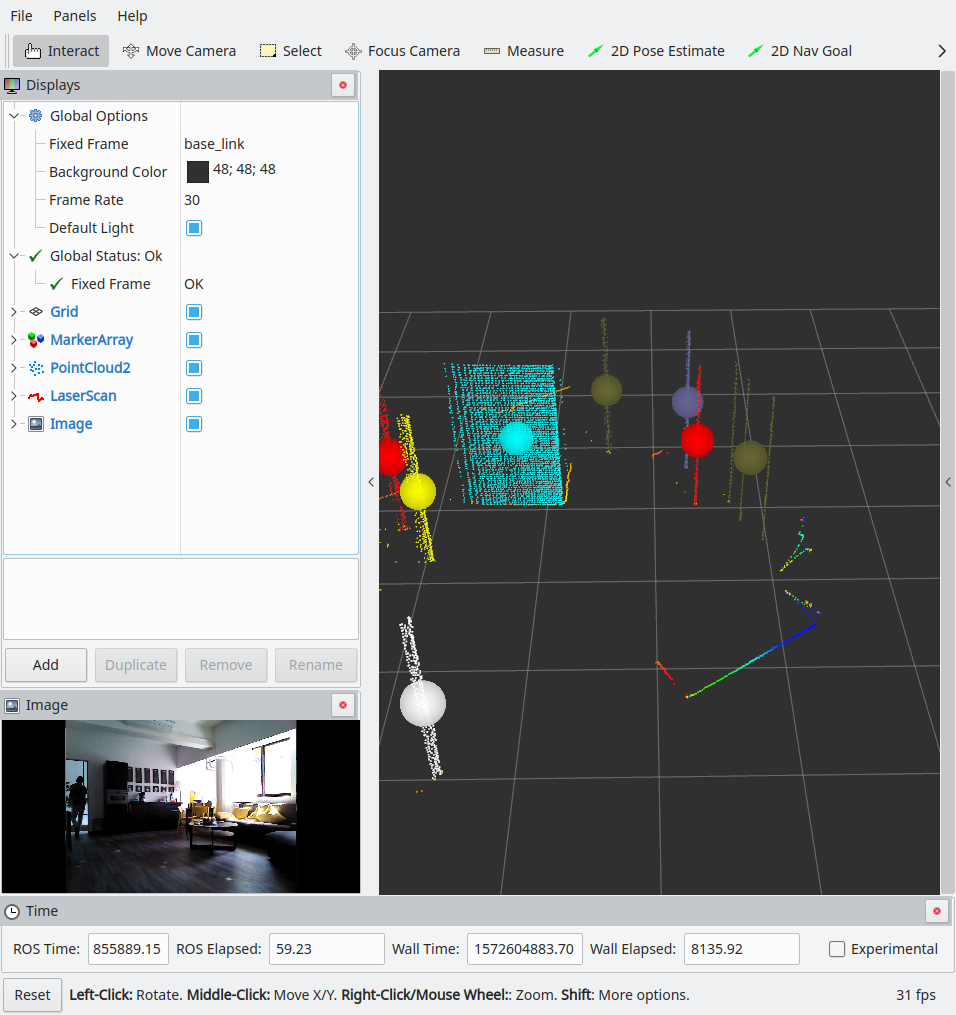 File Panels Help
Interact Move Camera Select Focus Camera Measure 2D Pose Estimate 2D Nav Goal
Displays
Global Options
Fixed Frame base_link
Background Color 48; 48; 48
Frame Rate 30
Default Light
Global Status: Ok
Fixed Frame OK
Grid
MarkerArray
PointCloud2
LaserScan
Image
Add Duplicate Remove Rename
Image
Time
ROS Time: 855889.15 ROS Elapsed: 59.23 Wall Time: 1572604883.70 Wall Elapsed: 8135.92 Experimental
Reset Left-Click: Rotate. Middle-Click: Move X/Y. Right-Click/Mouse Wheel:: Zoom. Shift: More options. 31 fps